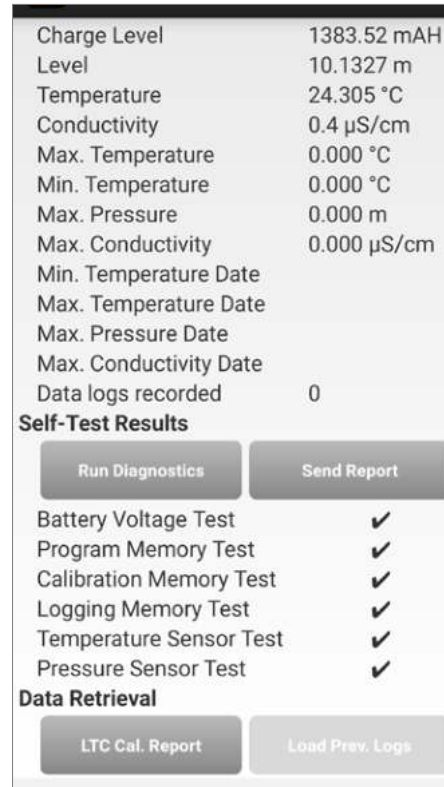 Charge Level 1383.52 mAH
Level 10.1327 m
Temperature 24.305 °C
Conductivity 0.4 µS/cm
Max. Temperature 0.000 °C
Min. Temperature 0.000 °C
Max. Pressure 0.000 m
Max. Conductivity 0.000 µS/cm
Min. Temperature Date
Max. Temperature Date
Max. Pressure Date
Max. Conductivity Date
Data logs recorded 0
Self-Test Results
Run Diagnostics Send Report
Battery Voltage Test ✔
Program Memory Test ✔
Calibration Memory Test ✔
Logging Memory Test ✔
Temperature Sensor Test ✔
Pressure Sensor Test ✔
Data Retrieval
LTC Cal. Report Load Prev. Logs